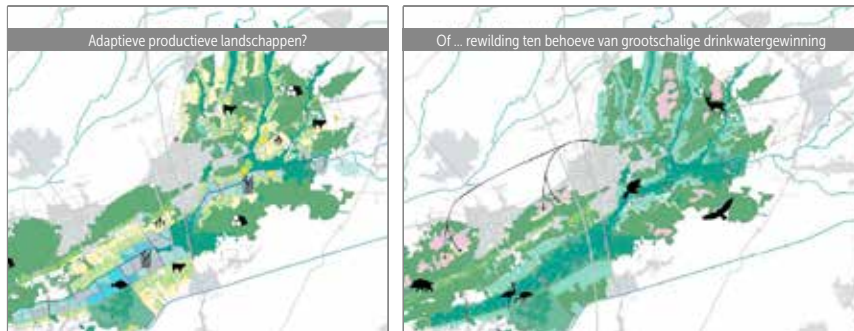 Adaptieve productieve landschappen?
Of ... rewilding ten behoeve van grootschalige drinkwatergewinning